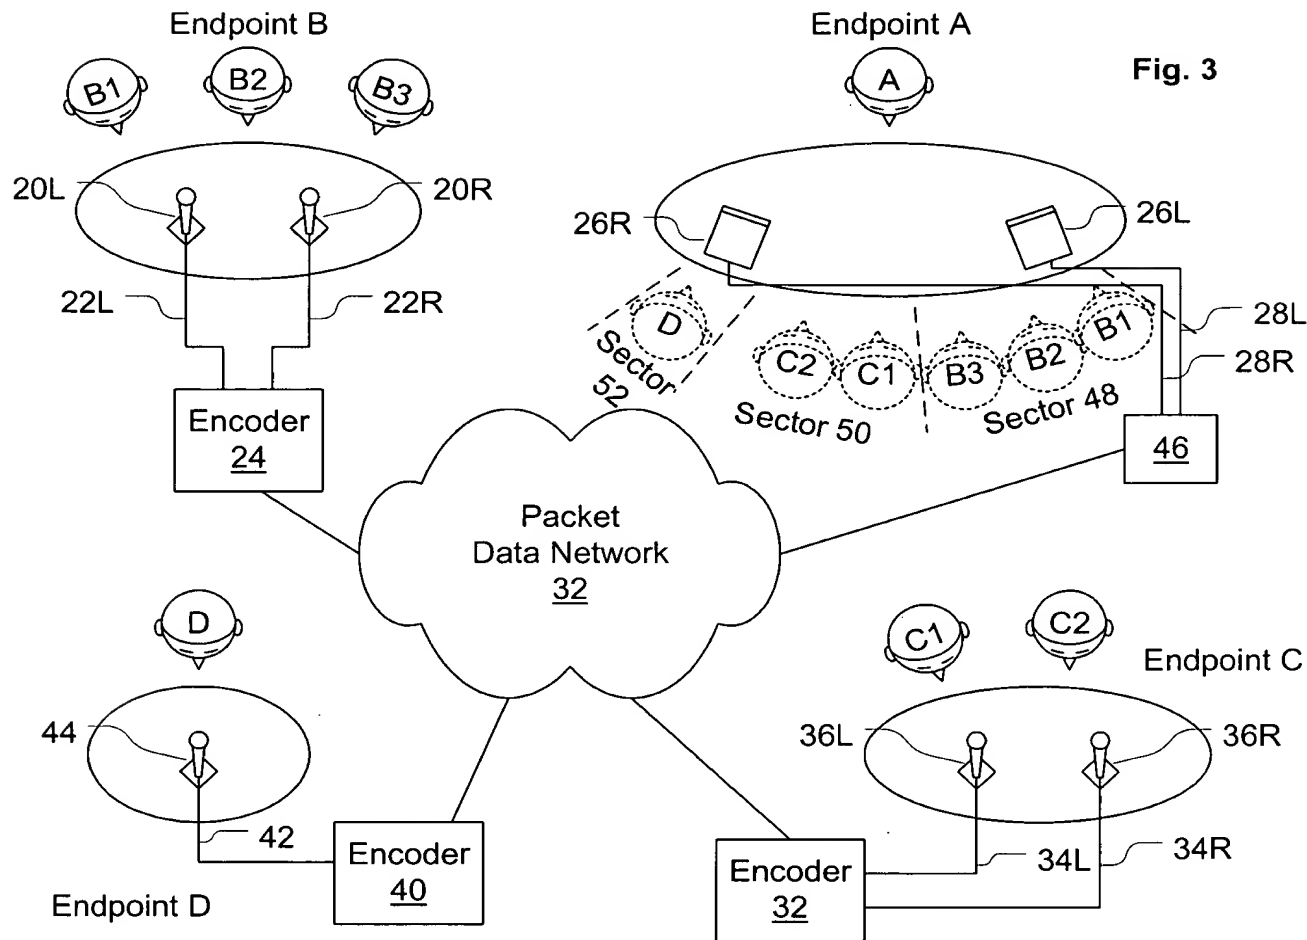 Endpoint B
Endpoint A
Fig. 3
B1
B2
B3
A
20L
20R
26R
26L
22L
22R
28L
28R
D
C2
C1
B3
B2
B1
Sector
52
Sector 50
Sector 48
Encoder
24
46
Packet
Data Network
32
D
C1
C2
Endpoint C
44
36L
36R
42
Encoder
40
34L
34R
Encoder
32
Endpoint D